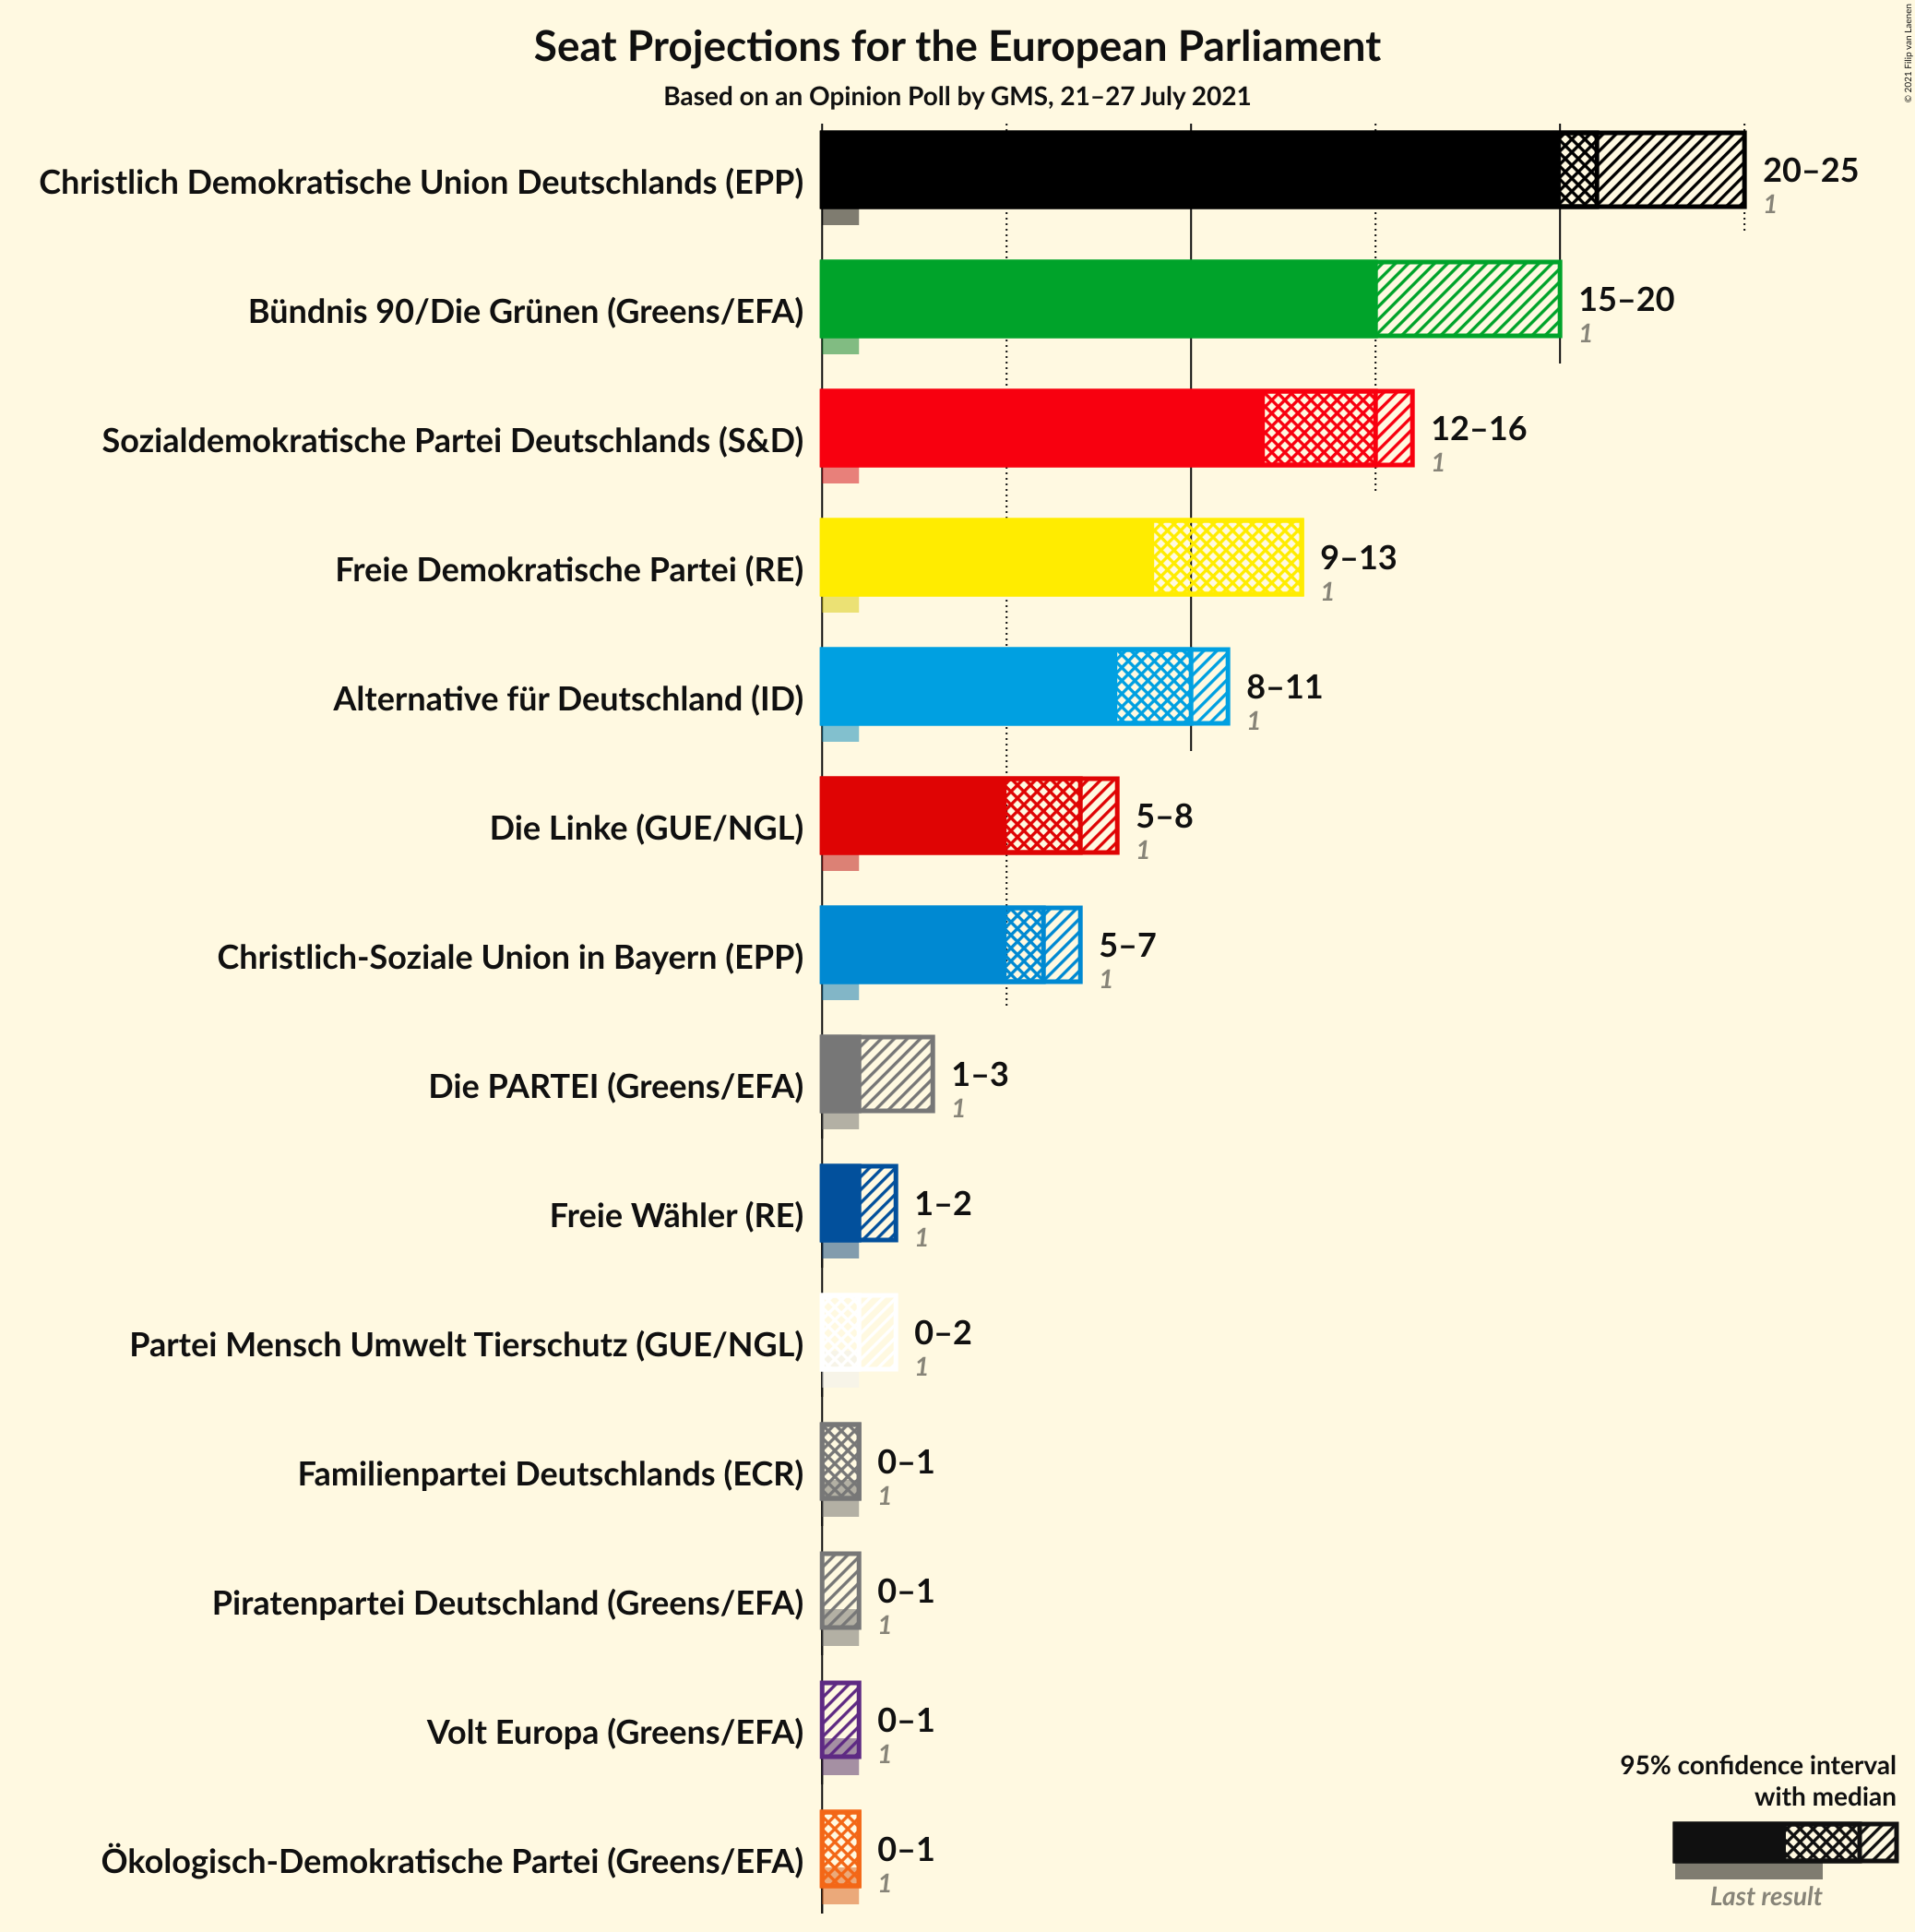 Seat Projections for the European Parliament
Based on an Opinion Poll by GMS, 21–27 July 2021
© 2021 Filip van Laenen
Christlich Demokratische Union Deutschlands (EPP)
20–25
1
Bündnis 90/Die Grünen (Greens/EFA)
15–20
1
Sozialdemokratische Partei Deutschlands (S&D)
12–16
1
Freie Demokratische Partei (RE)
9–13
1
Alternative für Deutschland (ID)
8–11
1
Die Linke (GUE/NGL)
5–8
1
Christlich-Soziale Union in Bayern (EPP)
5–7
1
Die PARTEI (Greens/EFA)
1–3
1
Freie Wähler (RE)
1–2
1
Partei Mensch Umwelt Tierschutz (GUE/NGL)
0–2
1
Familienpartei Deutschlands (ECR)
0–1
1
Piratenpartei Deutschland (Greens/EFA)
0–1
1
Volt Europa (Greens/EFA)
0–1
1
Ökologisch-Demokratische Partei (Greens/EFA)
0–1
1
95% confidence interval
with median
Last result